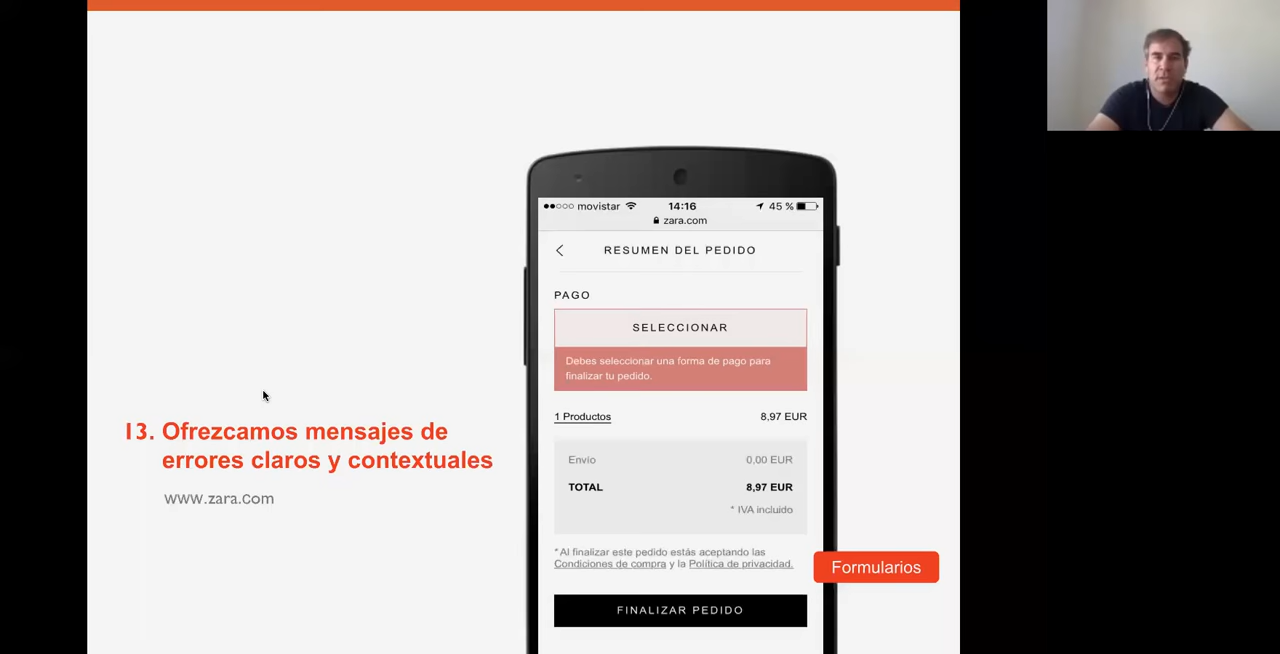 movistar 14:16 45 %
zara.com
RESUMEN DEL PEDIDO
PAGO
SELECCIONAR
Debes seleccionar una forma de pago para
finalizar tu pedido.
1 Productos 8,97 EUR
Envío 0,00 EUR
TOTAL 8,97 EUR
* IVA incluido
* Al finalizar este pedido estás aceptando las
Condiciones de compra y la Política de privacidad.
FINALIZAR PEDIDO
13. Ofrezcamos mensajes de
errores claros y contextuales
www.zara.com
Formularios